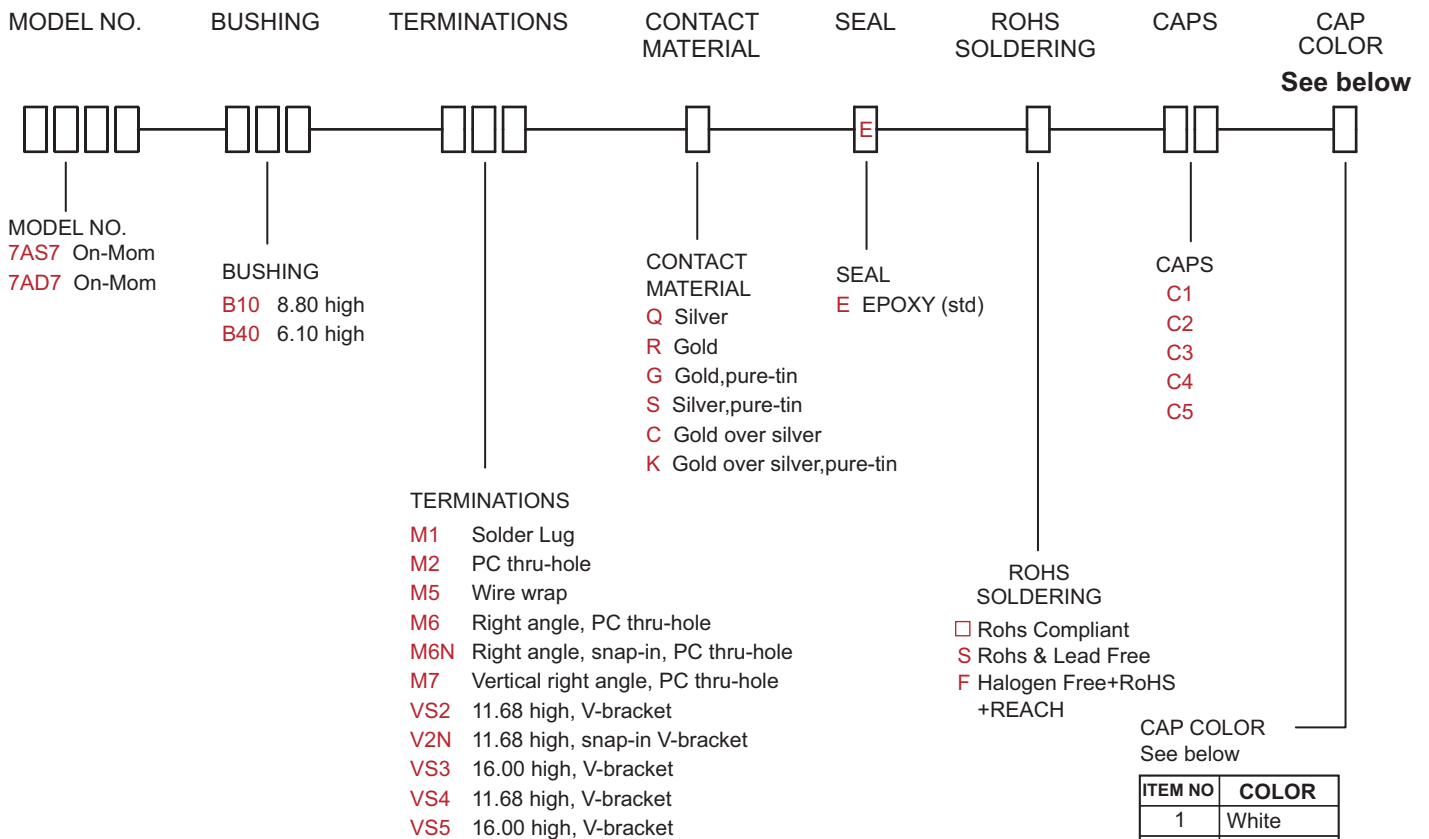 MODEL NO. BUSHING TERMINATIONS CONTACT MATERIAL SEAL ROHS SOLDERING CAPS CAP COLOR
See below
E
MODEL NO.
7AS7 On-Mom
7AD7 On-Mom
BUSHING
B10 8.80 high
B40 6.10 high
TERMINATIONS
M1 Solder Lug
M2 PC thru-hole
M5 Wire wrap
M6 Right angle, PC thru-hole
M6N Right angle, snap-in, PC thru-hole
M7 Vertical right angle, PC thru-hole
VS2 11.68 high, V-bracket
V2N 11.68 high, snap-in V-bracket
VS3 16.00 high, V-bracket
VS4 11.68 high, V-bracket
VS5 16.00 high, V-bracket
CONTACT
MATERIAL
Q Silver
R Gold
G Gold,pure-tin
S Silver,pure-tin
C Gold over silver
K Gold over silver,pure-tin
SEAL
E EPOXY (std)
ROHS
SOLDERING
□ Rohs Compliant
S Rohs & Lead Free
F Halogen Free+RoHS
+REACH
CAPS
C1
C2
C3
C4
C5
CAP COLOR
See below
ITEM NO COLOR
1 White